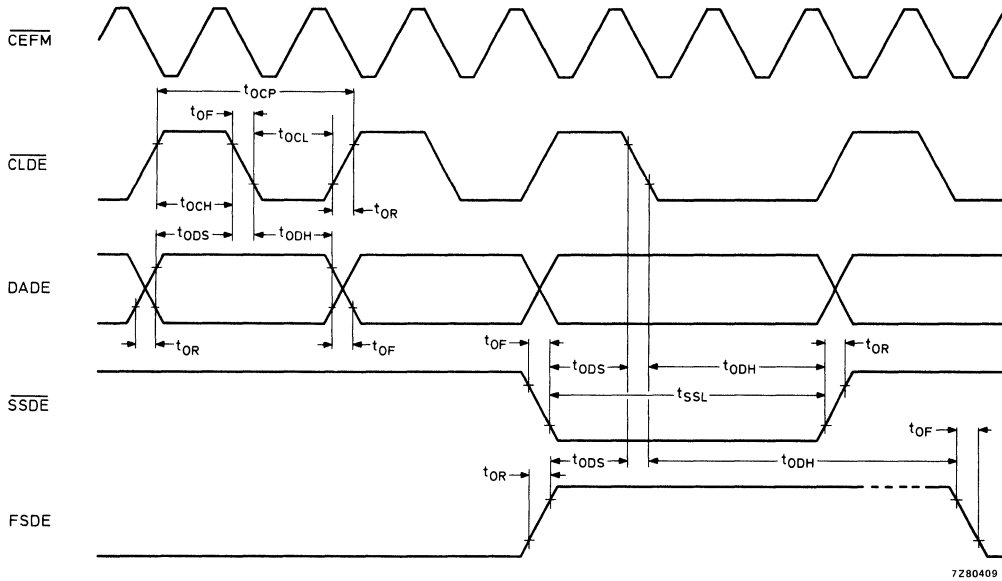 CEFM
tOCP
tOF
tOCL
CLDE
tOCH
tOR
tODS
tODH
DADE
tOR
tOF
tOF
tOR
tODS
tODH
tSSL
SSDE
tOF
tODS
tODH
tOR
FSDE
7Z80409